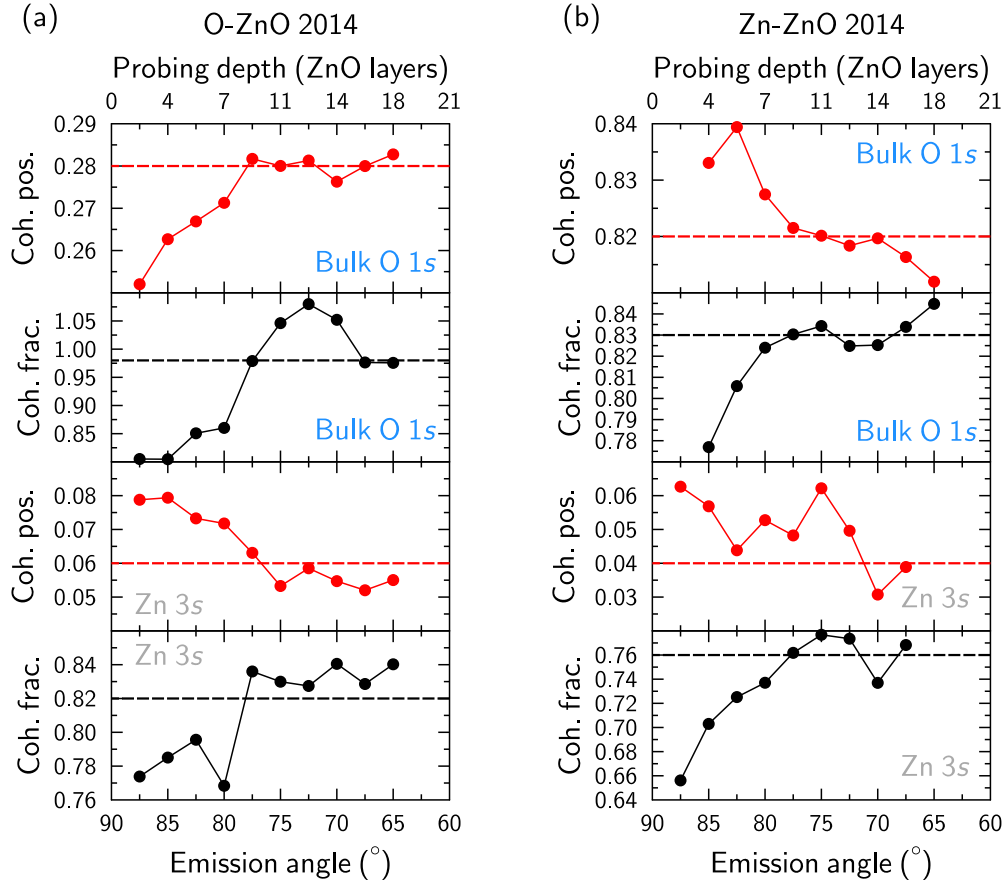 (a)
O-ZnO 2014
Probing depth (ZnO layers)
0 4 7 11 14 18 21
0.29
0.28
0.27
0.26
Coh. pos.
Bulk O 1s
1.05
1.00
0.95
0.90
0.85
Coh. frac.
Bulk O 1s
0.08
0.07
0.06
0.05
Coh. pos.
Zn 3s
0.84
0.82
0.80
0.78
0.76
Coh. frac.
Zn 3s
90 85 80 75 70 65 60
Emission angle (°)
(b)
Zn-ZnO 2014
Probing depth (ZnO layers)
0 4 7 11 14 18 21
0.84
0.83
0.82
Coh. pos.
Bulk O 1s
0.84
0.83
0.82
0.81
0.80
0.79
0.78
Coh. frac.
Bulk O 1s
0.06
0.05
0.04
0.03
Coh. pos.
Zn 3s
0.76
0.74
0.72
0.70
0.68
0.66
0.64
Coh. frac.
Zn 3s
90 85 80 75 70 65 60
Emission angle (°)